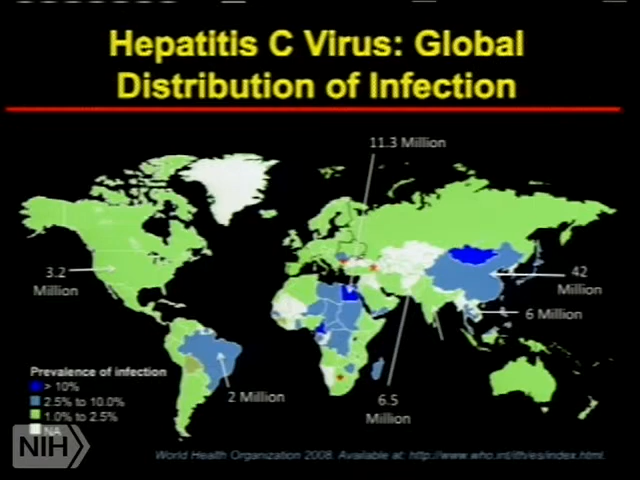 Hepatitis C Virus: Global
Distribution of Infection
11.3 Million
3.2
Million
42
Million
6 Million
2 Million
6.5
Million
Prevalence of infection
> 10%
2.5% to 10.0%
1.0% to 2.5%
NA
NIH
World Health Organization 2008. Available at: http://www.who.int/ith/es/index.html.